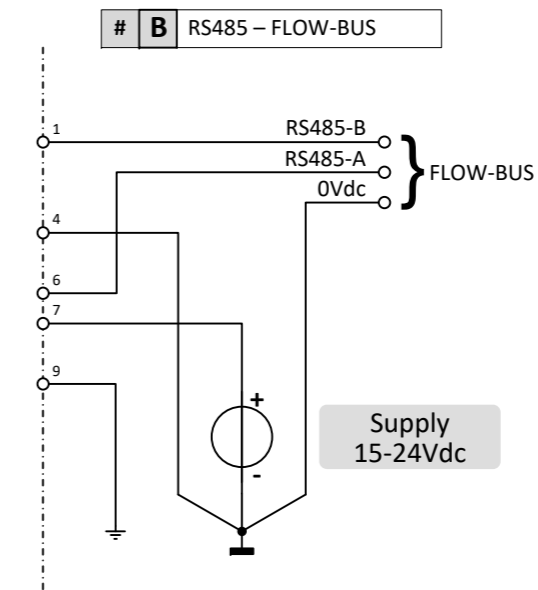 # B RS485 – FLOW-BUS
1 RS485-B
RS485-A
0Vdc
FLOW-BUS
4
6
7
9
+
-
Supply
15-24Vdc